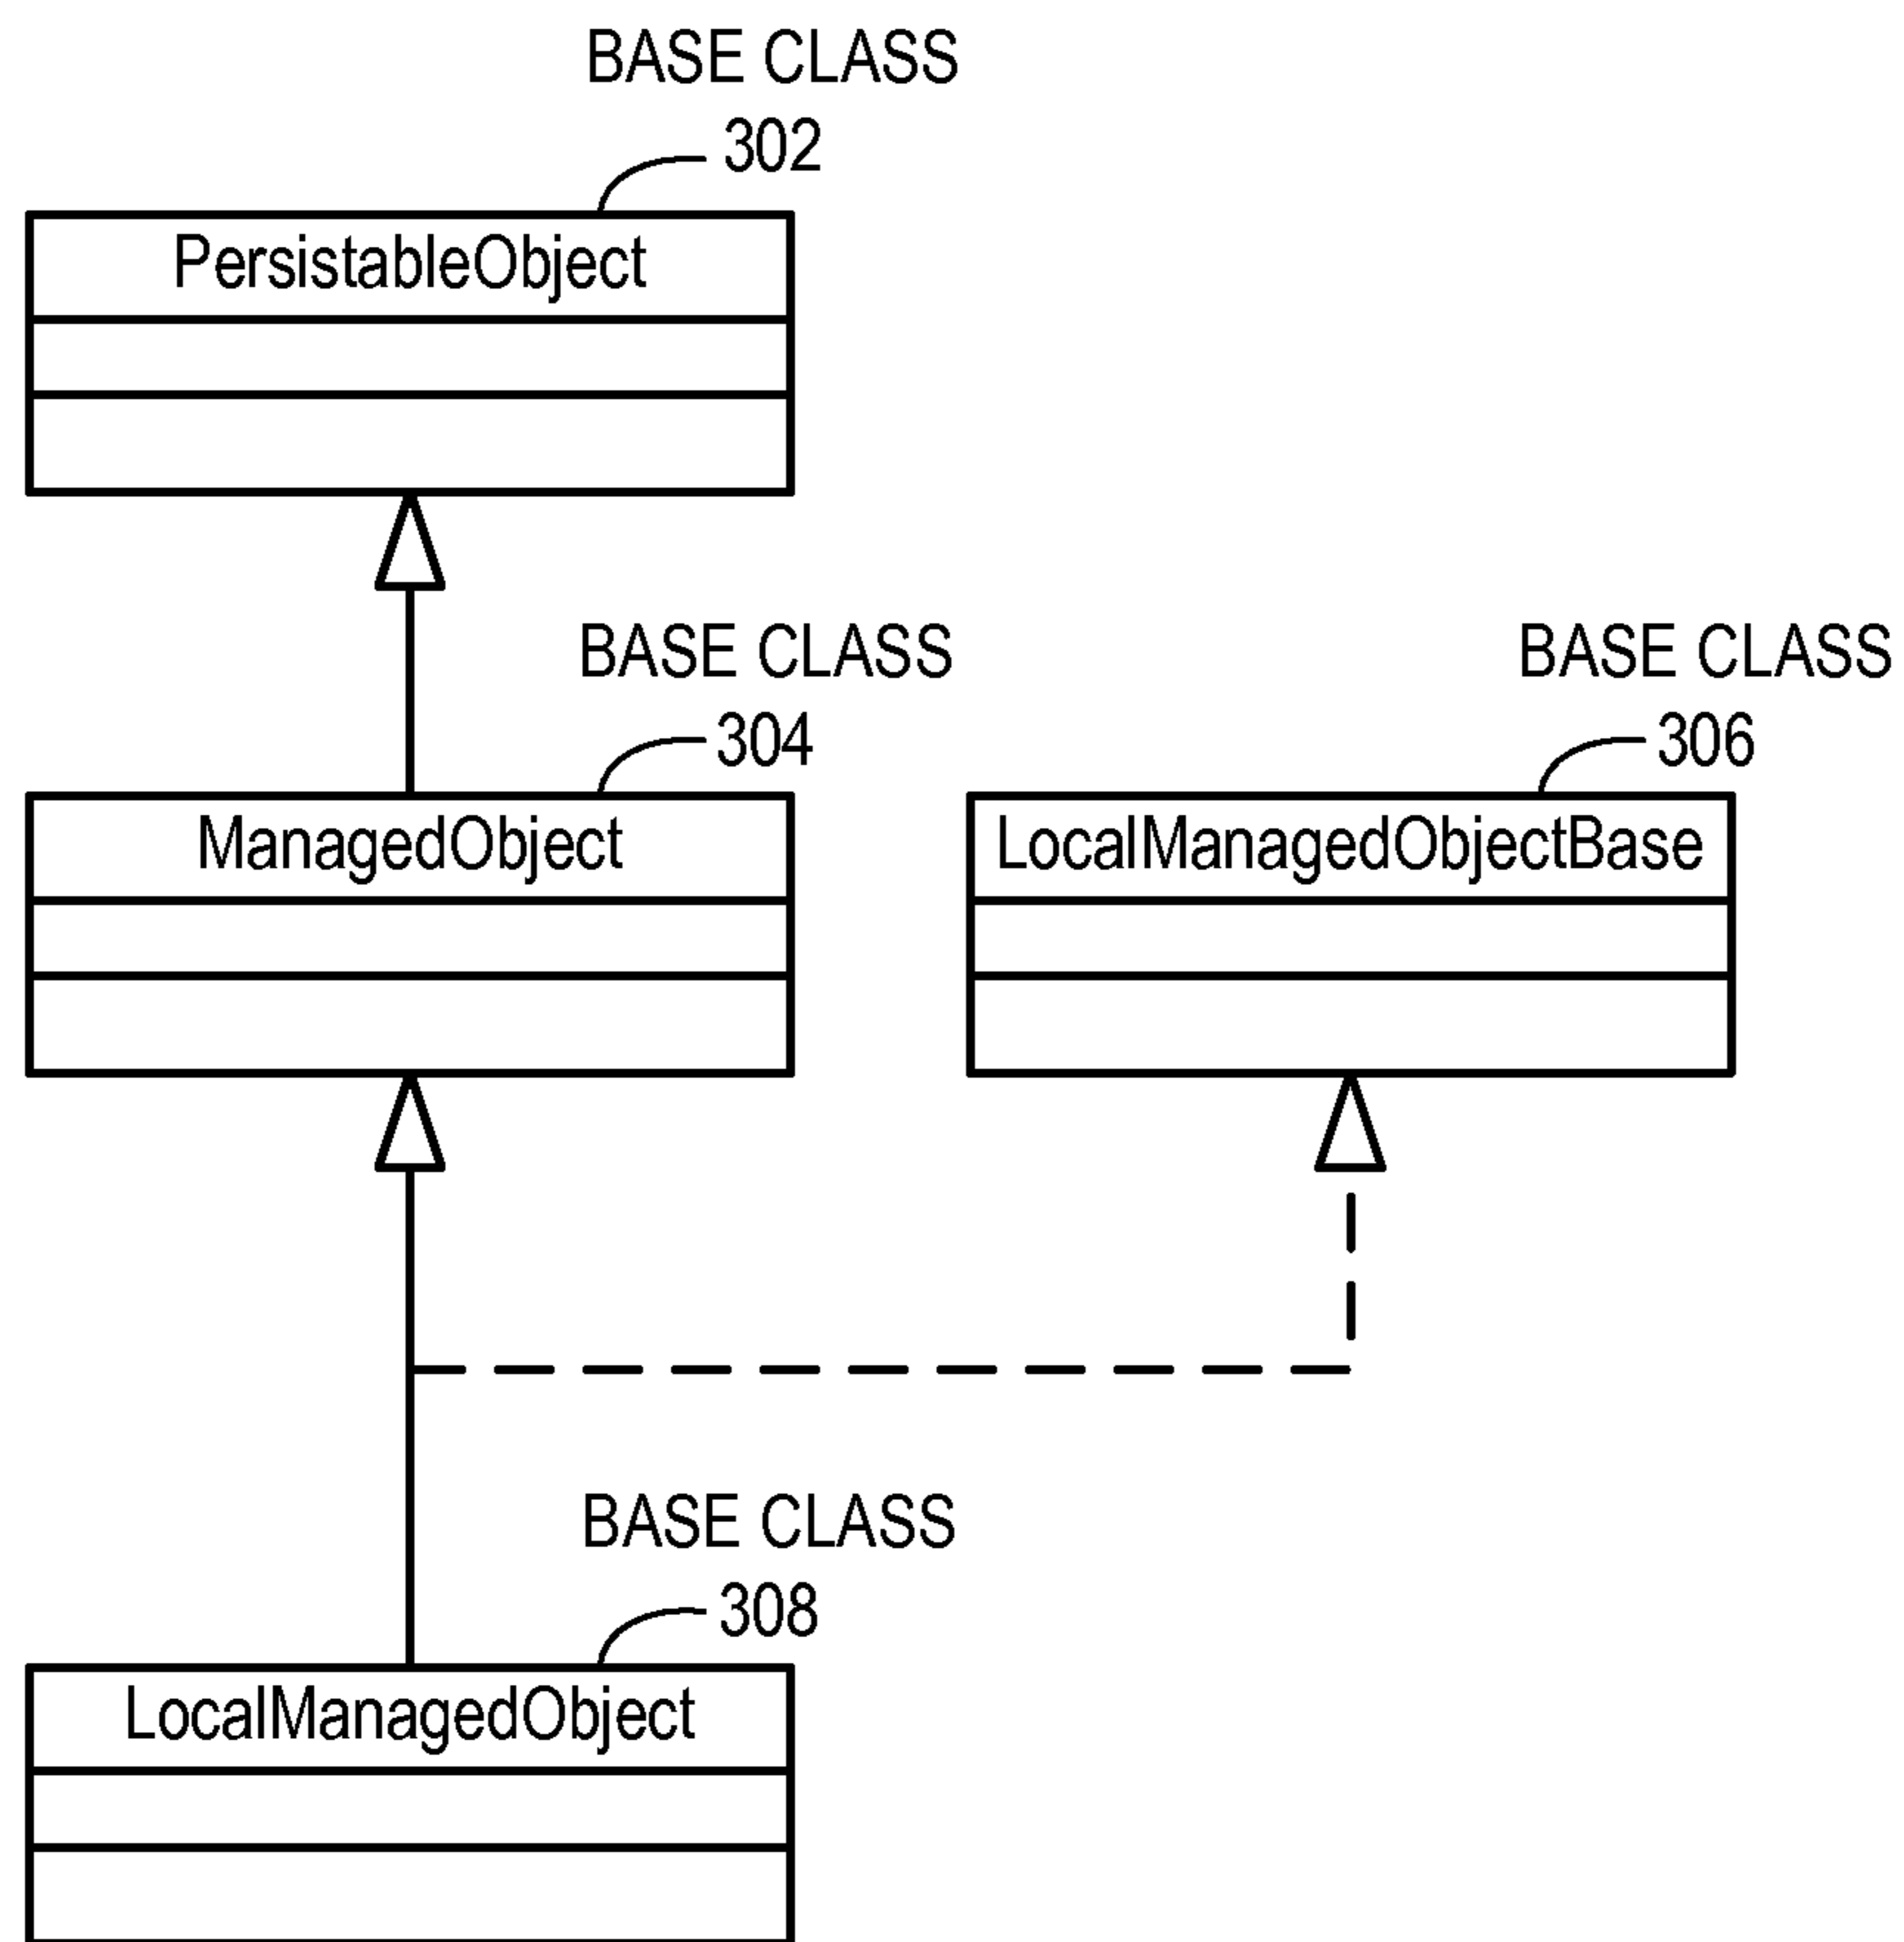 BASE CLASS
302
PersistableObject
BASE CLASS
304
ManagedObject
BASE CLASS
306
LocalManagedObjectBase
BASE CLASS
308
LocalManagedObject